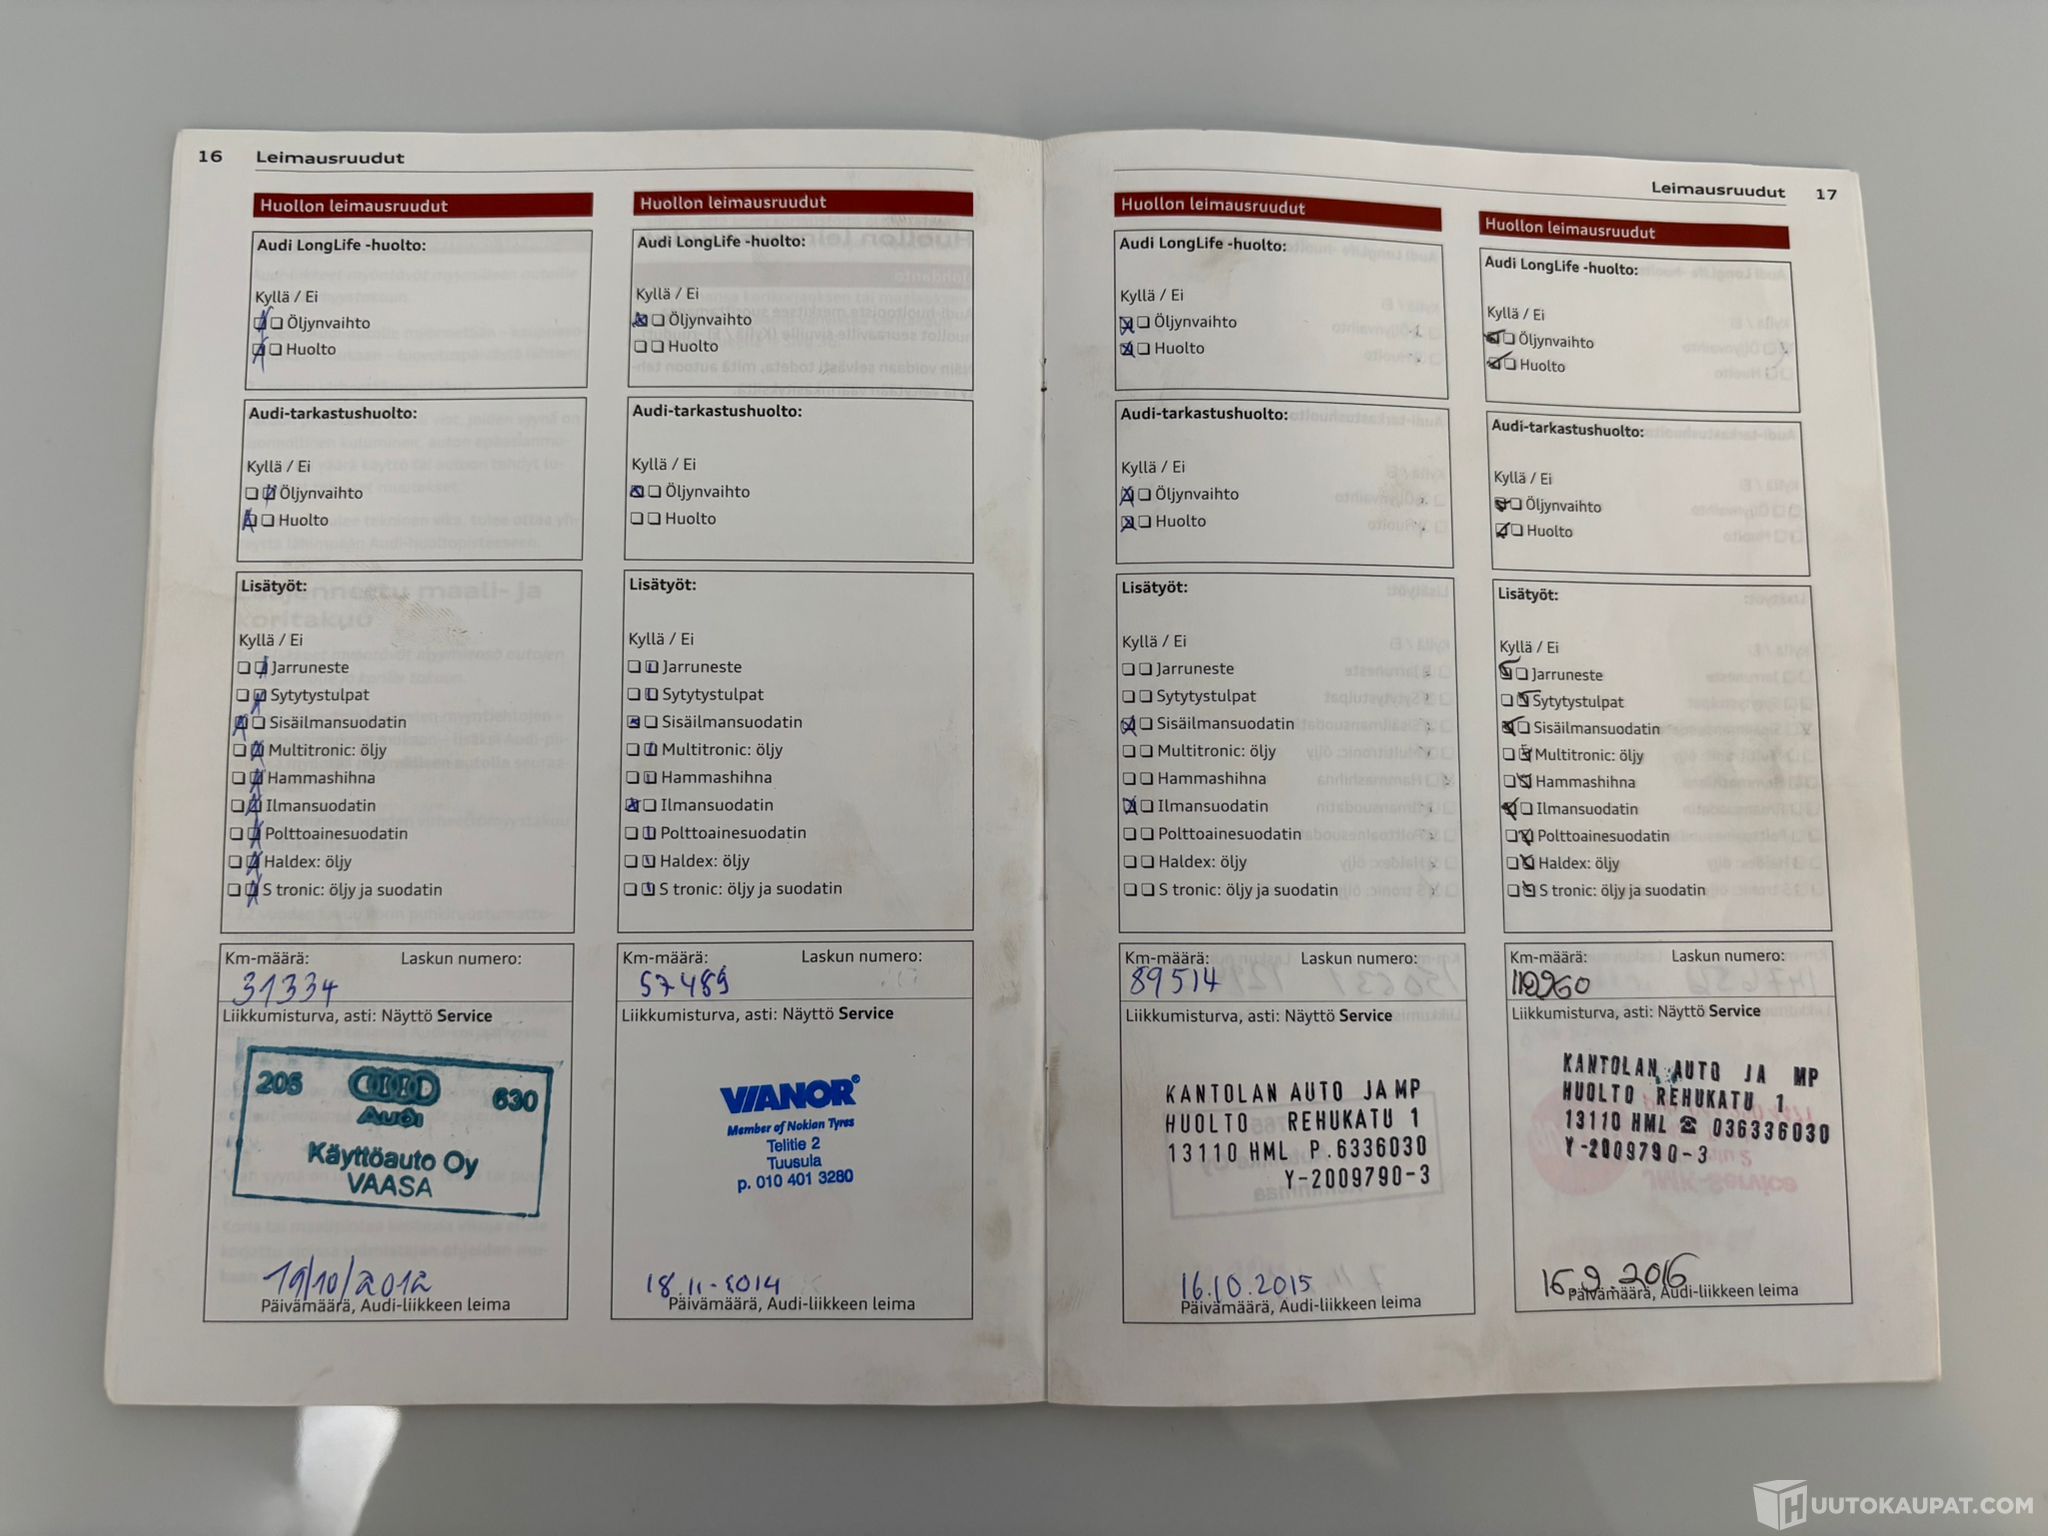 16 Leimausruudut
Huollon leimausruudut
Audi LongLife -huolto:
Kyllä / Ei
Öljynvaihto
Huolto
Audi-tarkastushuolto:
Kyllä / Ei
Öljynvaihto
Huolto
Lisätyöt:
Kyllä / Ei
Jarruneste
Sytytystulpat
Sisäilmansuodatin
Multitronic: öljy
Hammashihna
Ilmansuodatin
Polttoainesuodatin
Haldex: öljy
S tronic: öljy ja suodatin
Km-määrä: Laskun numero:
31334
Liikkumisturva, asti: Näyttö Service
205 630
Audi
Käyttöauto Oy
VAASA
19/10/2012
Päivämäärä, Audi-liikkeen leima
Huollon leimausruudut
Audi LongLife -huolto:
Kyllä / Ei
Öljynvaihto
Huolto
Audi-tarkastushuolto:
Kyllä / Ei
Öljynvaihto
Huolto
Lisätyöt:
Kyllä / Ei
Jarruneste
Sytytystulpat
Sisäilmansuodatin
Multitronic: öljy
Hammashihna
Ilmansuodatin
Polttoainesuodatin
Haldex: öljy
S tronic: öljy ja suodatin
Km-määrä: Laskun numero:
57489
Liikkumisturva, asti: Näyttö Service
VIANOR
Member of Nokian Tyres
Telitie 2
Tuusula
p. 010 401 3280
18.11-2014
Päivämäärä, Audi-liikkeen leima
Leimausruudut 17
Huollon leimausruudut
Audi LongLife -huolto:
Kyllä / Ei
Öljynvaihto
Huolto
Audi-tarkastushuolto:
Kyllä / Ei
Öljynvaihto
Huolto
Lisätyöt:
Kyllä / Ei
Jarruneste
Sytytystulpat
Sisäilmansuodatin
Multitronic: öljy
Hammashihna
Ilmansuodatin
Polttoainesuodatin
Haldex: öljy
S tronic: öljy ja suodatin
Km-määrä: Laskun numero:
89514
Liikkumisturva, asti: Näyttö Service
KANTOLAN AUTO JA MP
HUOLTO REHUKATU 1
13110 HML P.6336030
Y-2009790-3
16.10.2015
Päivämäärä, Audi-liikkeen leima
Huollon leimausruudut
Audi LongLife -huolto:
Kyllä / Ei
Öljynvaihto
Huolto
Audi-tarkastushuolto:
Kyllä / Ei
Öljynvaihto
Huolto
Lisätyöt:
Kyllä / Ei
Jarruneste
Sytytystulpat
Sisäilmansuodatin
Multitronic: öljy
Hammashihna
Ilmansuodatin
Polttoainesuodatin
Haldex: öljy
S tronic: öljy ja suodatin
Km-määrä: Laskun numero:
Liikkumisturva, asti: Näyttö Service
KANTOLAN AUTO JA MP
HUOLTO REHUKATU 1
13110 HML ☎ 036336030
Y-2009790-3
16.9.2016
Päivämäärä, Audi-liikkeen leima
HUUTOKAUPAT.COM